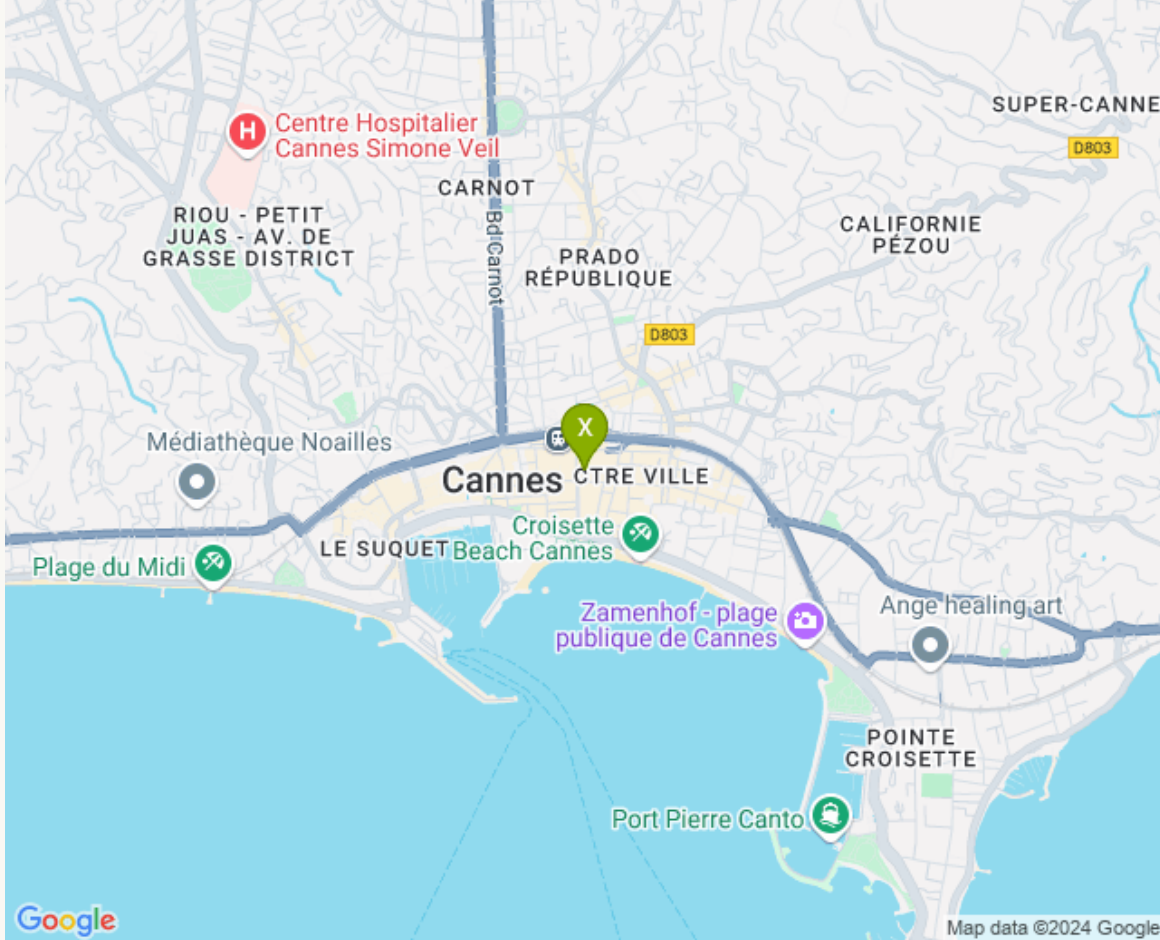 SUPER-CANNE
Centre Hospitalier
Cannes Simone Veil
H
D803
CARNOT
RIOU - PETIT
JUAS - AV. DE
GRASSE DISTRICT
Bd Carnot
CALIFORNIE
PÉZOU
PRADO
RÉPUBLIQUE
D803
X
Médiathèque Noailles
Cannes
CTRE VILLE
Croisette
Beach Cannes
LE SUQUET
Plage du Midi
Zamenhof - plage
publique de Cannes
Ange healing art
POINTE
CROISETTE
Port Pierre Canto
Google
Map data ©2024 Google